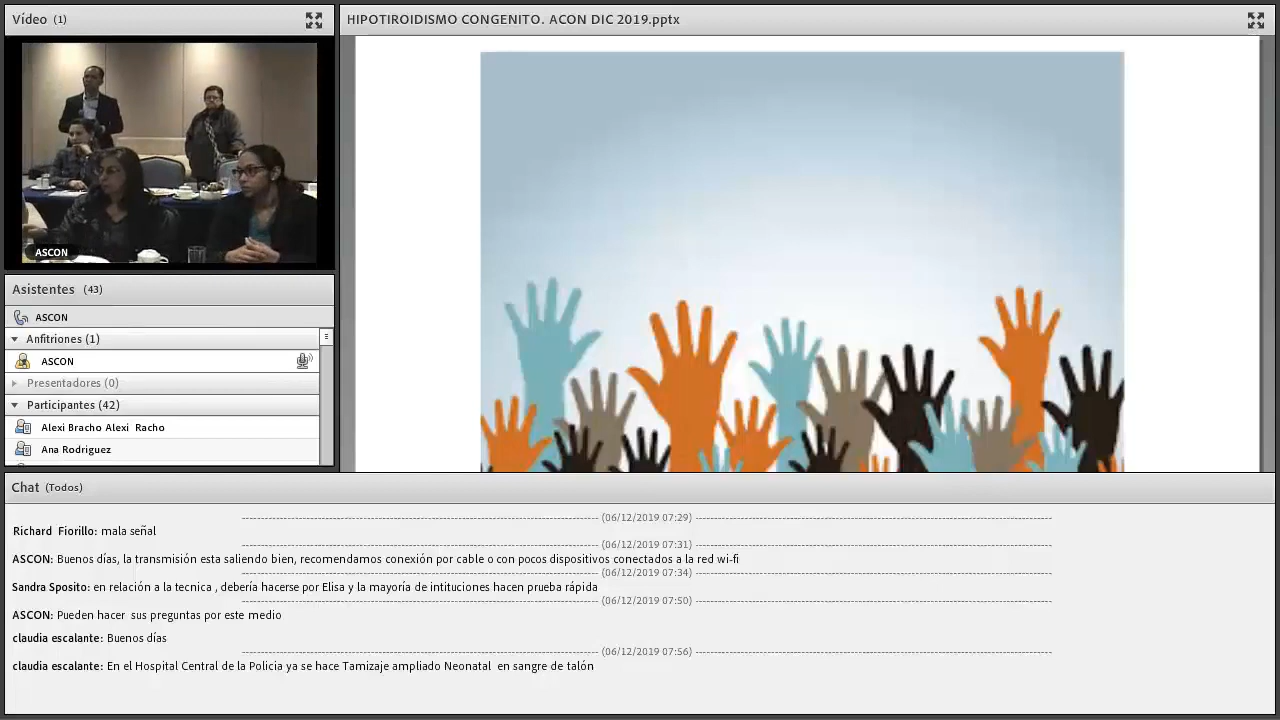 Vídeo (1)
HIPOTIROIDISMO CONGENITO. ACON DIC 2019.pptx
ASCON
Asistentes (43)
ASCON
Anfitriones (1)
ASCON
Presentadores (0)
Participantes (42)
Alexi Bracho Alexi Racho
Ana Rodriguez
Chat (Todos)
(06/12/2019 07:29)
Richard Fiorillo: mala señal
(06/12/2019 07:31)
ASCON: Buenos días, la transmisión esta saliendo bien, recomendamos conexión por cable o con pocos dispositivos conectados a la red wi-fi
(06/12/2019 07:34)
Sandra Sposito: en relación a la tecnica , debería hacerse por Elisa y la mayoría de intituciones hacen prueba rápida
(06/12/2019 07:50)
ASCON: Pueden hacer sus preguntas por este medio
claudia escalante: Buenos días
(06/12/2019 07:56)
claudia escalante: En el Hospital Central de la Policia ya se hace Tamizaje ampliado Neonatal en sangre de talón